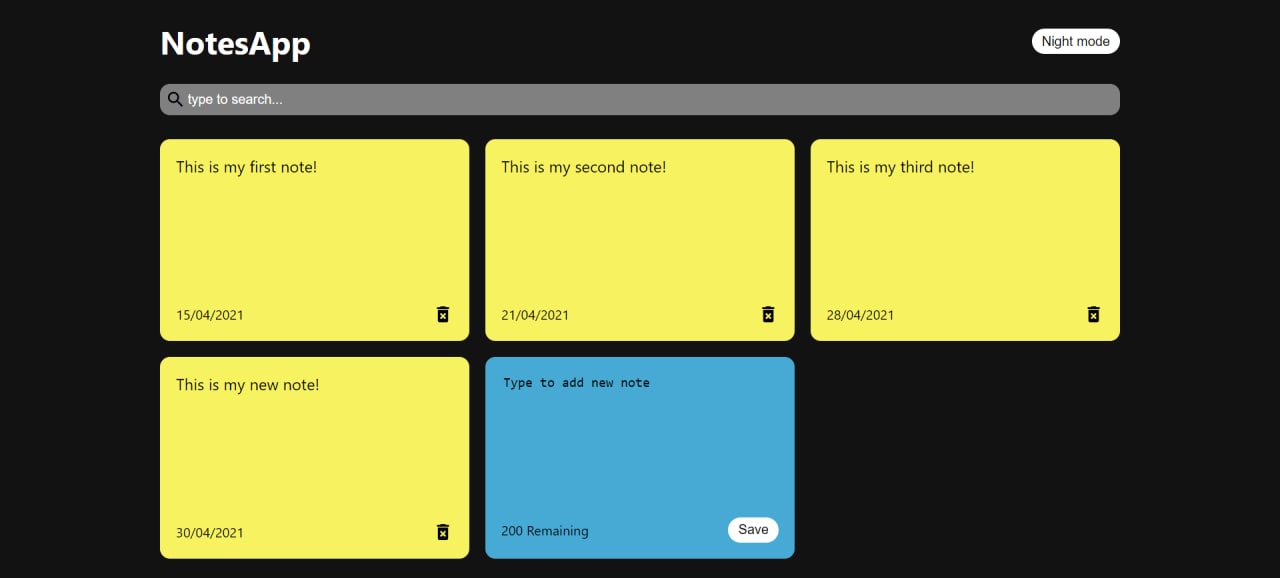 NotesApp
Night mode
type to search...
This is my first note!
15/04/2021
This is my second note!
21/04/2021
This is my third note!
28/04/2021
This is my new note!
30/04/2021
Type to add new note
200 Remaining
Save